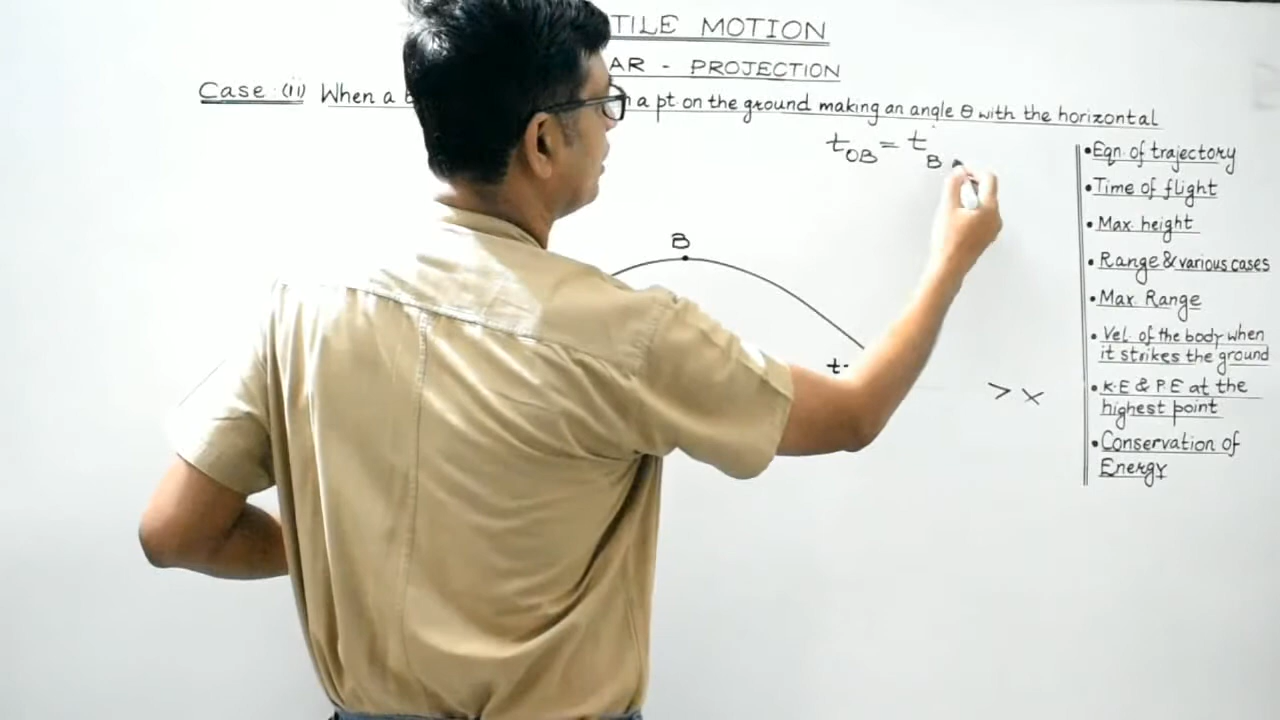 TILE MOTION
AR - PROJECTION
Case:(ii) When a a pt. on the ground making an angle θ with the horizontal
t_OB = t_B
B
t
> x
• Eqn. of trajectory
• Time of flight
• Max. height
• Range & various cases
• Max. Range
• Vel. of the body when
it strikes the ground
• K.E & P.E at the
highest point
• Conservation of
Energy